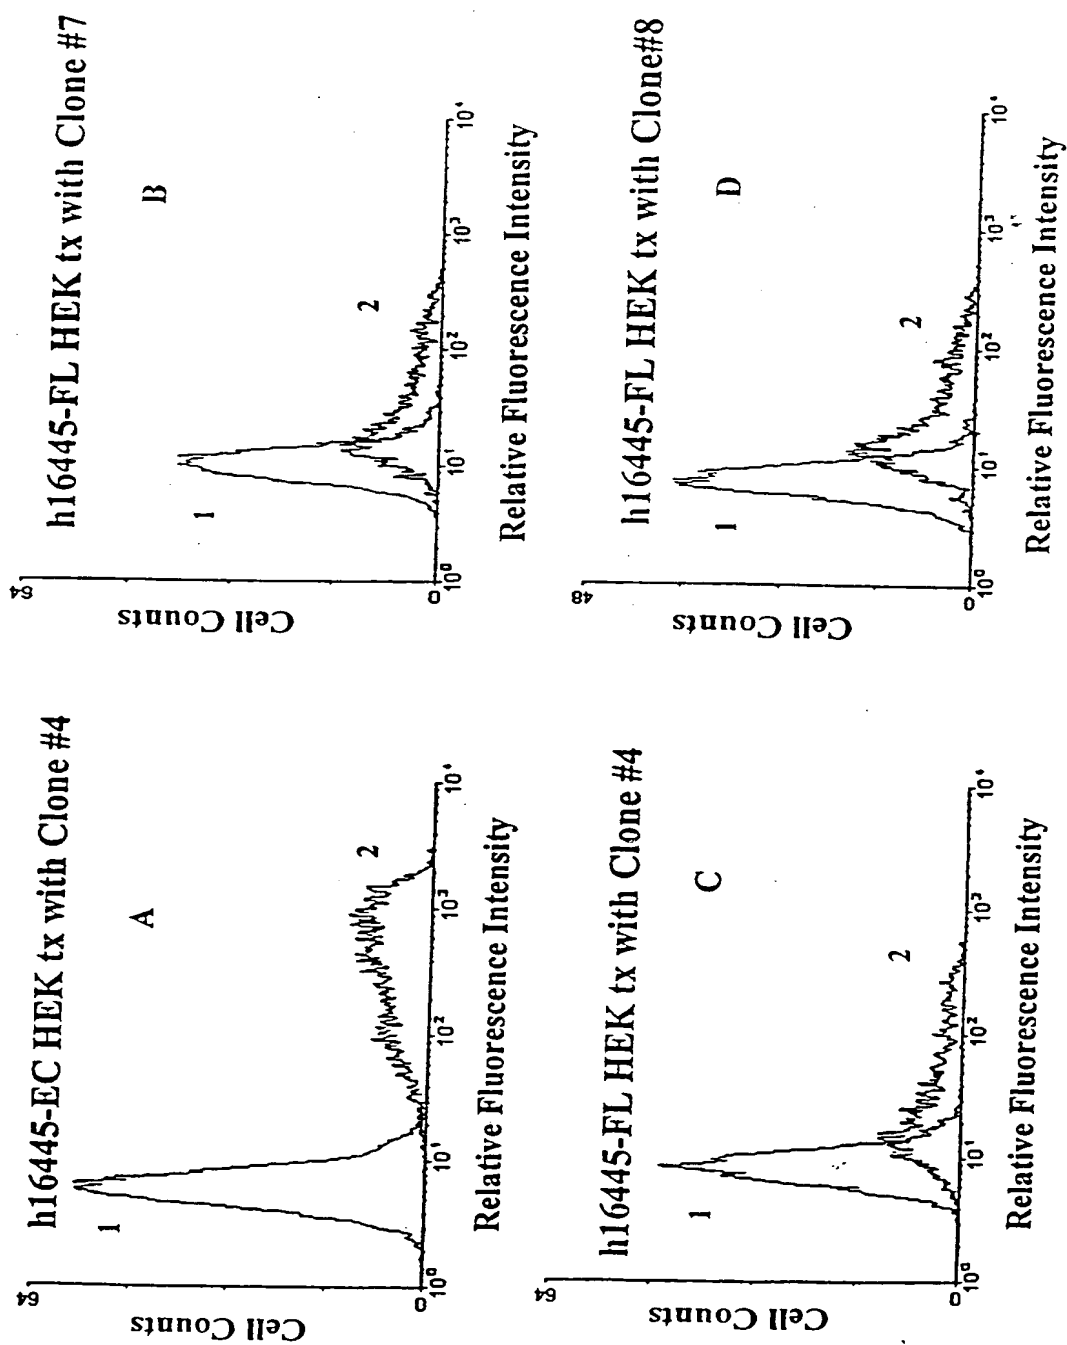 h16445-EC HEK tx with Clone #4
A
64
Cell Counts
0
1
2
10⁰
10¹
10²
10³
10⁴
Relative Fluorescence Intensity
h16445-FL HEK tx with Clone #7
B
64
Cell Counts
0
1
2
10⁰
10¹
10²
10³
10⁴
Relative Fluorescence Intensity
h16445-FL HEK tx with Clone #4
C
64
Cell Counts
0
1
2
10⁰
10¹
10²
10³
10⁴
Relative Fluorescence Intensity
h16445-FL HEK tx with Clone#8
D
48
Cell Counts
0
1
2
10⁰
10¹
10²
10³
10⁴
Relative Fluorescence Intensity